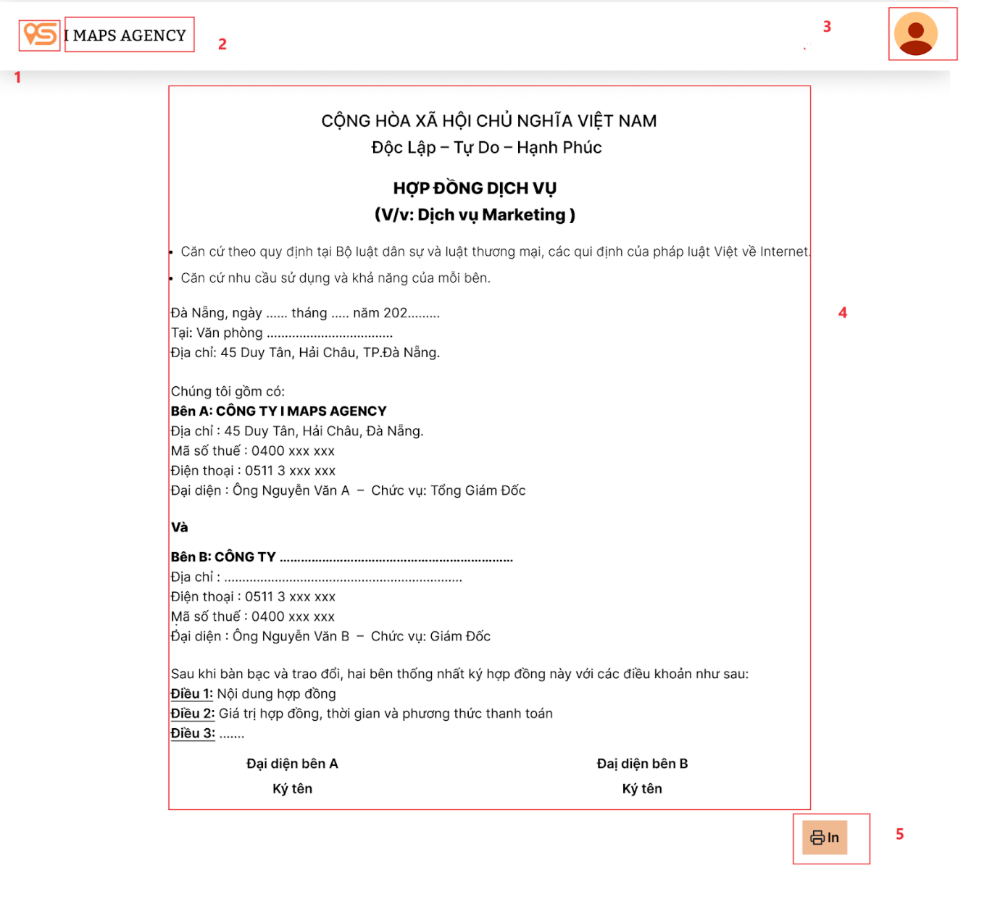 I MAPS AGENCY
2
3
1
CỘNG HÒA XÃ HỘI CHỦ NGHĨA VIỆT NAM
Độc Lập – Tự Do – Hạnh Phúc
HỢP ĐỒNG DỊCH VỤ
(V/v: Dịch vụ Marketing )
• Căn cứ theo quy định tại Bộ luật dân sự và luật thương mại, các qui định của pháp luật Việt về Internet.
• Căn cứ nhu cầu sử dụng và khả năng của mỗi bên.
Đà Nẵng, ngày ...... tháng ..... năm 202.........
4
Tại: Văn phòng ...................................
Địa chỉ: 45 Duy Tân, Hải Châu, TP.Đà Nẵng.
Chúng tôi gồm có:
Bên A: CÔNG TY I MAPS AGENCY
Địa chỉ : 45 Duy Tân, Hải Châu, Đà Nẵng.
Mã số thuế : 0400 xxx xxx
Điện thoại : 0511 3 xxx xxx
Đại diện : Ông Nguyễn Văn A – Chức vụ: Tổng Giám Đốc
Và
Bên B: CÔNG TY ..................................................................
Địa chỉ : ..................................................................
Điện thoại : 0511 3 xxx xxx
Mã số thuế : 0400 xxx xxx
Đại diện : Ông Nguyễn Văn B – Chức vụ: Giám Đốc
Sau khi bàn bạc và trao đổi, hai bên thống nhất ký hợp đồng này với các điều khoản như sau:
Điều 1: Nội dung hợp đồng
Điều 2: Giá trị hợp đồng, thời gian và phương thức thanh toán
Điều 3: .......
Đại diện bên A Đaị diện bên B
Ký tên Ký tên
In
5